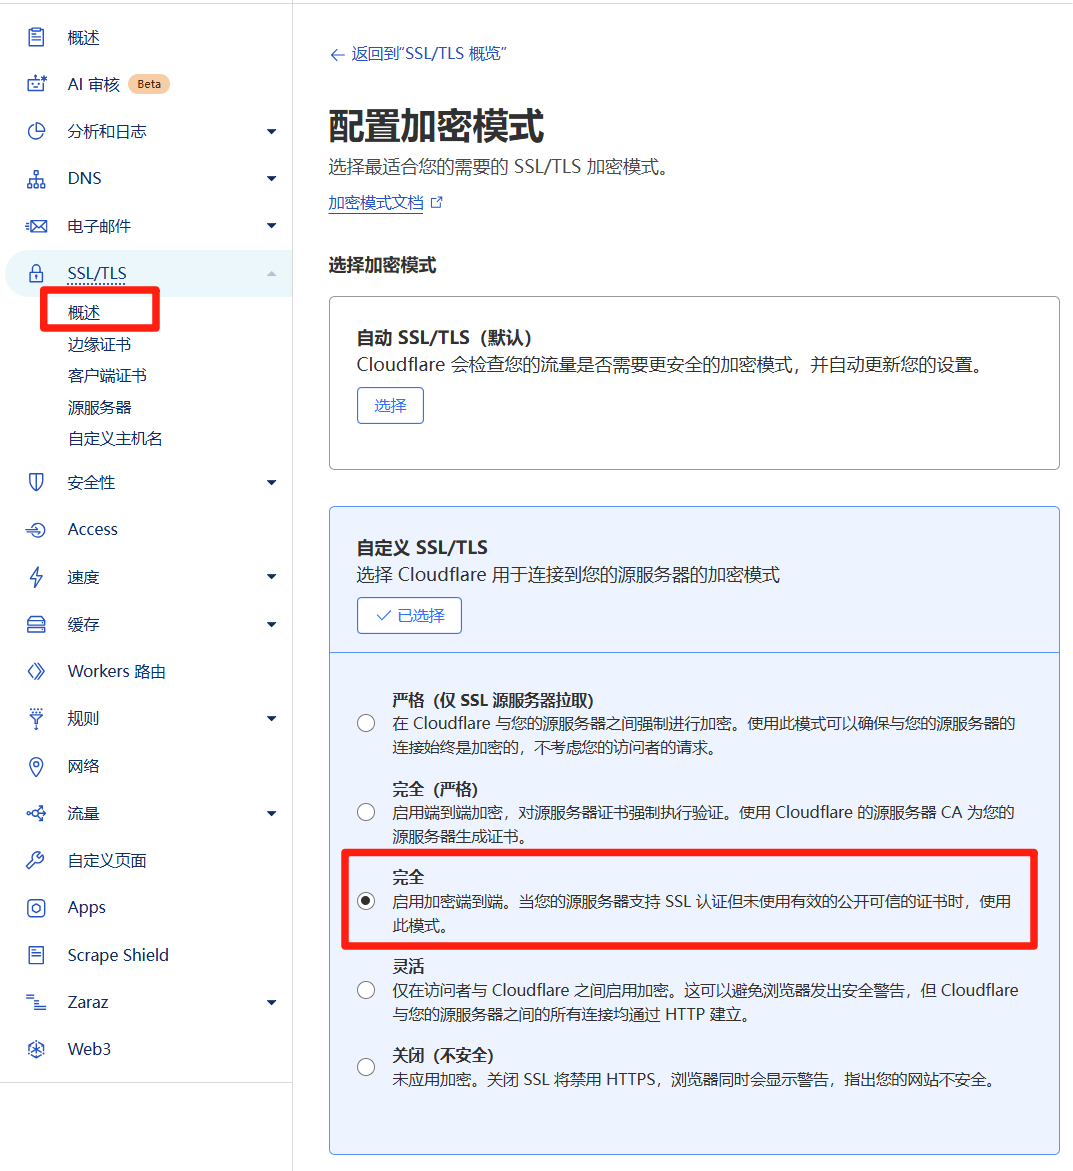 概述
AI 审核 Beta
分析和日志
DNS
电子邮件
SSL/TLS
概述
边缘证书
客户端证书
源服务器
自定义主机名
安全性
Access
速度
缓存
Workers 路由
规则
网络
流量
自定义页面
Apps
Scrape Shield
Zaraz
Web3
← 返回到“SSL/TLS 概览”
配置加密模式
选择最适合您的需要的 SSL/TLS 加密模式。
加密模式文档
选择加密模式
自动 SSL/TLS（默认）
Cloudflare 会检查您的流量是否需要更安全的加密模式，并自动更新您的设置。
选择
自定义 SSL/TLS
选择 Cloudflare 用于连接到您的源服务器的加密模式
已选择
严格（仅 SSL 源服务器拉取）
在 Cloudflare 与您的源服务器之间强制进行加密。使用此模式可以确保与您的源服务器的
连接始终是加密的，不考虑您的访问者的请求。
完全（严格）
启用端到端加密，对源服务器证书强制执行验证。使用 Cloudflare 的源服务器 CA 为您的
源服务器生成证书。
完全
启用加密端到端。当您的源服务器支持 SSL 认证但未使用有效的公开可信的证书时，使用
此模式。
灵活
仅在访问者与 Cloudflare 之间启用加密。这可以避免浏览器发出安全警告，但 Cloudflare
与您的源服务器之间的所有连接均通过 HTTP 建立。
关闭（不安全）
未应用加密。关闭 SSL 将禁用 HTTPS，浏览器同时会显示警告，指出您的网站不安全。